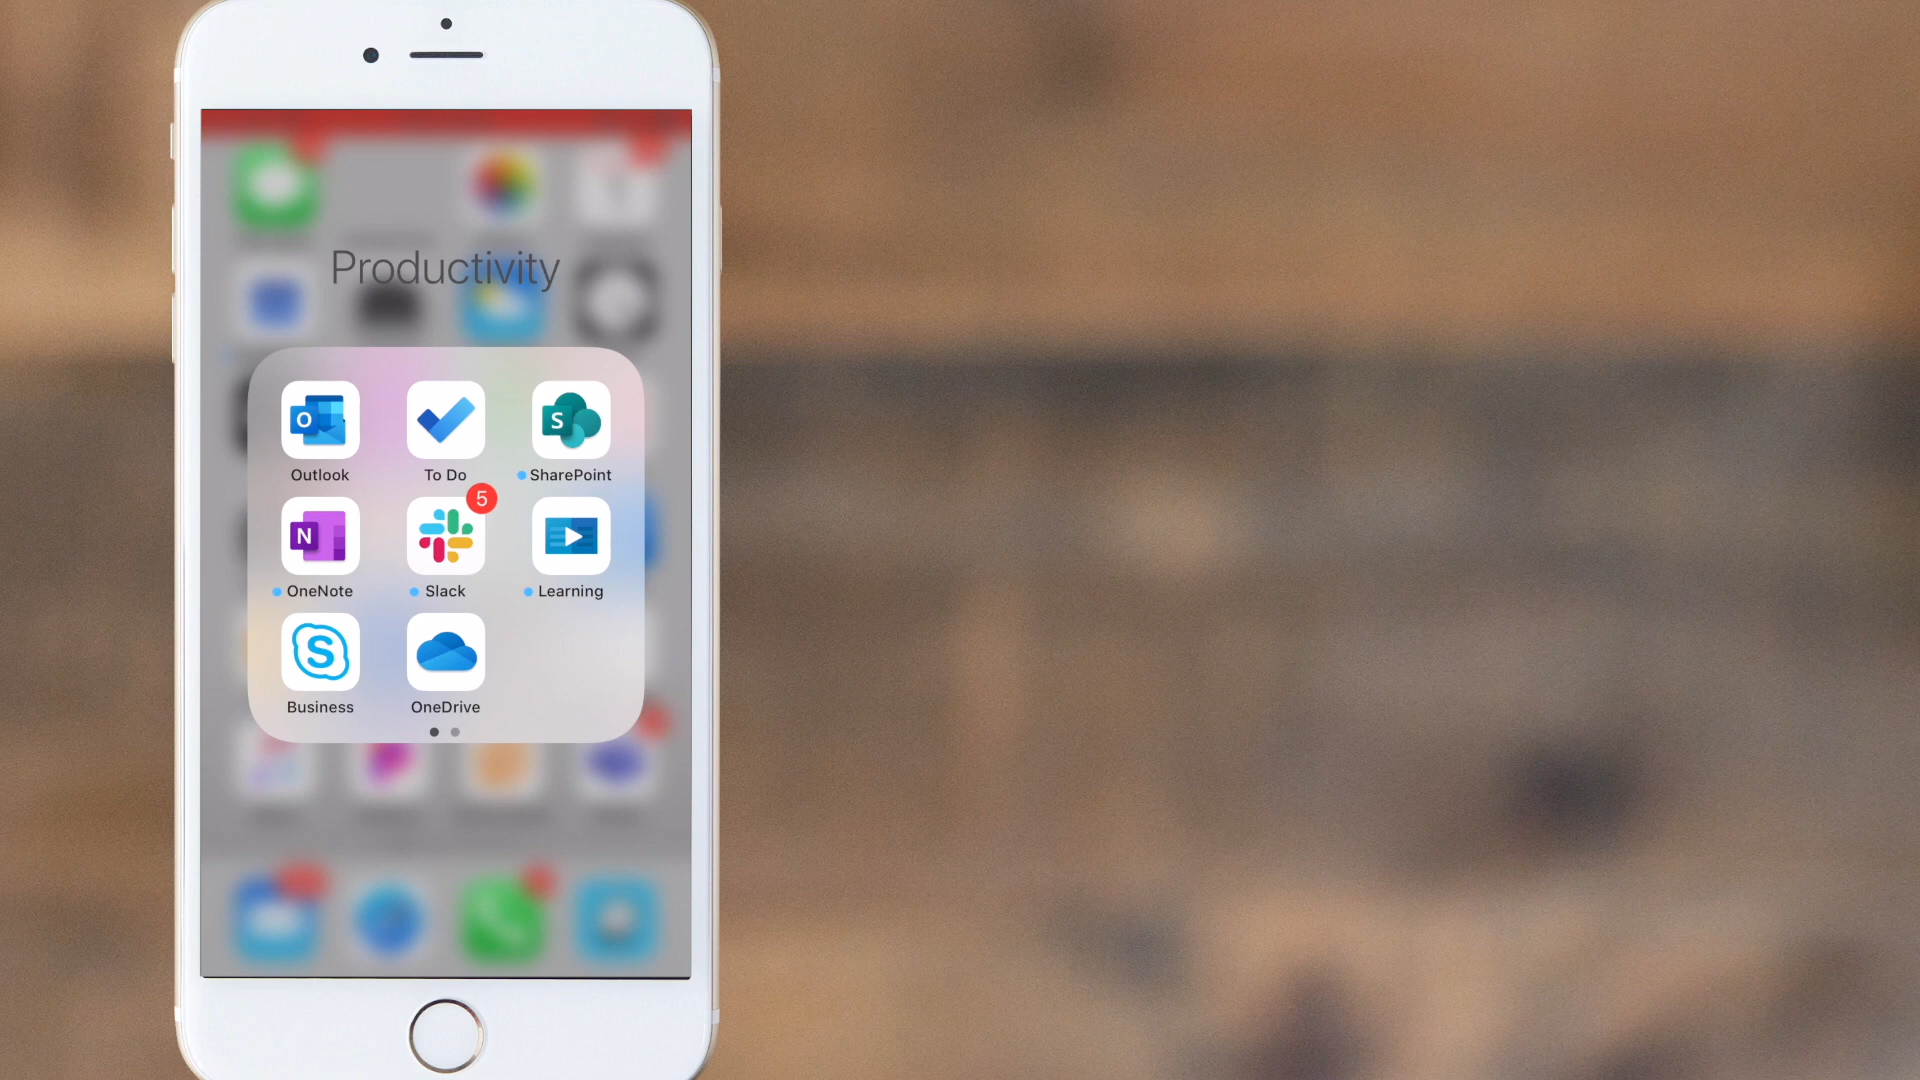 Productivity
Outlook
To Do
SharePoint
5
OneNote
Slack
Learning
Business
OneDrive